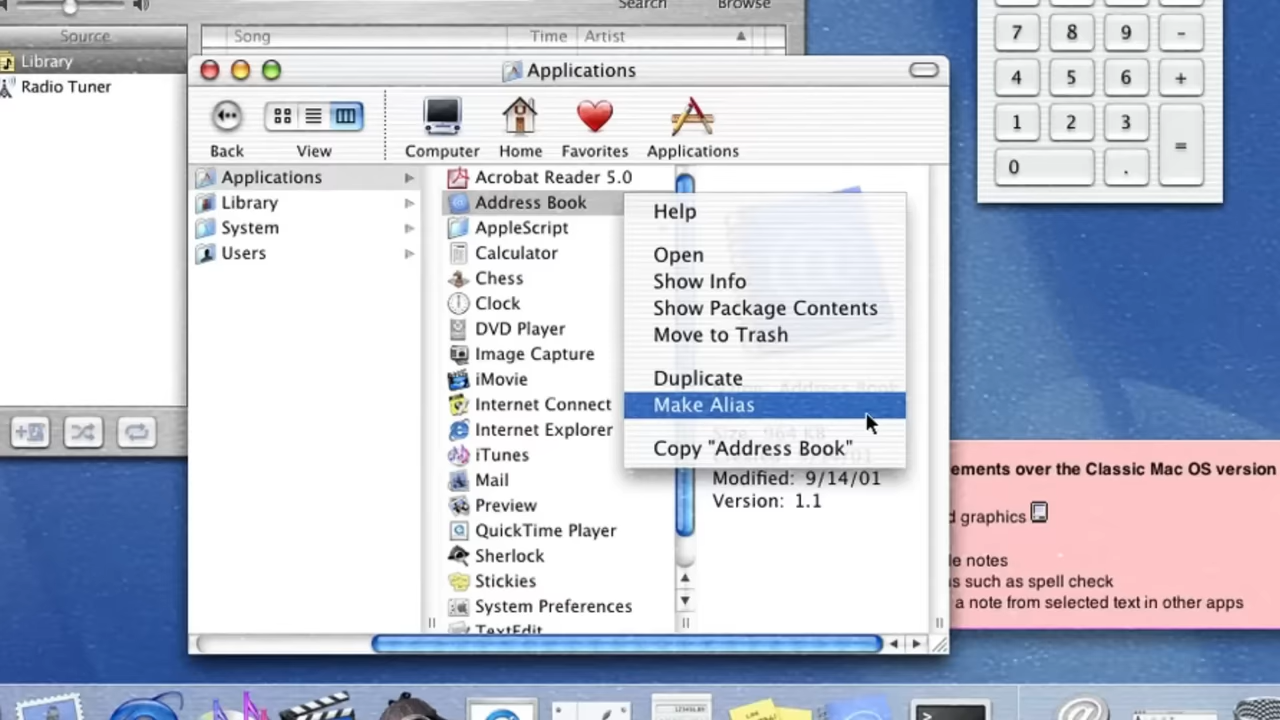 Search
Browse
Source
Song
Time
Artist
Library
Radio Tuner
Applications
Back
View
Computer
Home
Favorites
Applications
Applications
Library
System
Users
Acrobat Reader 5.0
Address Book
AppleScript
Calculator
Chess
Clock
DVD Player
Image Capture
iMovie
Internet Connect
Internet Explorer
iTunes
Mail
Preview
QuickTime Player
Sherlock
Stickies
System Preferences
TextEdit
Help
Open
Show Info
Show Package Contents
Move to Trash
Duplicate
Make Alias
Copy "Address Book"
Modified: 9/14/01
Version: 1.1
7 8 9 -
4 5 6 +
1 2 3 =
0 .
ements over the Classic Mac OS version
d graphics
le notes
s such as spell check
a note from selected text in other apps